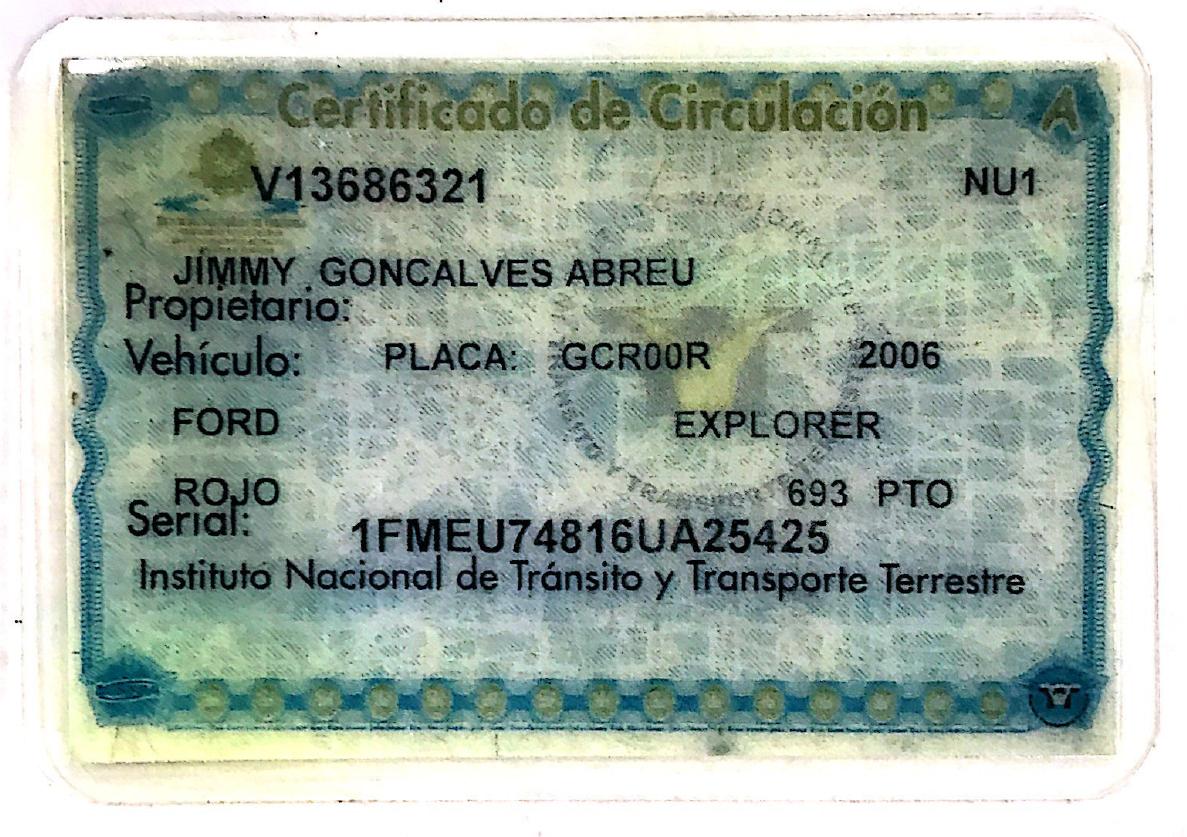 Certificado de Circulación A
V13686321 NU1
JIMMY GONCALVES ABREU
Propietario:
Vehículo: PLACA: GCR00R 2006
FORD EXPLORER
ROJO 693 PTO
Serial: 1FMEU74816UA25425
Instituto Nacional de Tránsito y Transporte Terrestre